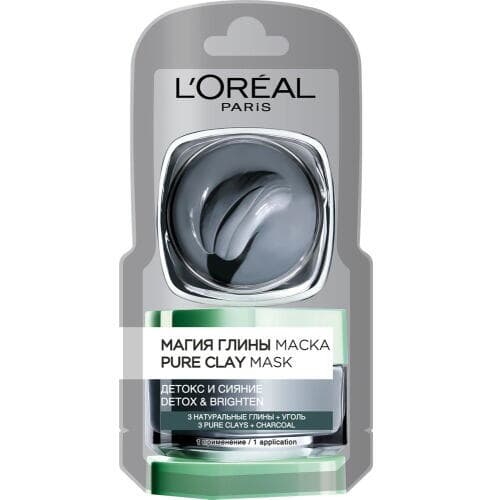 L'ORÉAL
PARIS
МАГИЯ ГЛИНЫ МАСКА
PURE CLAY MASK
ДЕТОКС И СИЯНИЕ
DETOX & BRIGHTEN
3 НАТУРАЛЬНЫЕ ГЛИНЫ + УГОЛЬ
3 PURE CLAYS + CHARCOAL
1 применение / 1 application